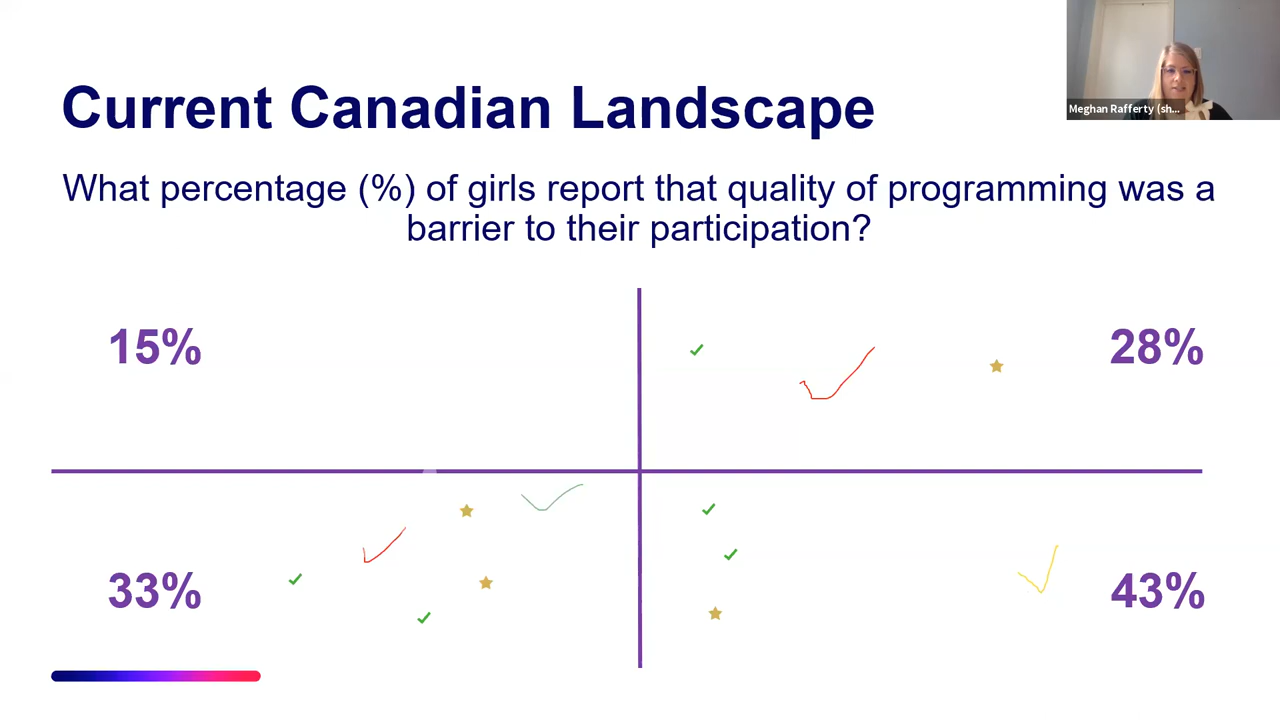 Meghan Rafferty (sh...
Current Canadian Landscape
What percentage (%) of girls report that quality of programming was a
barrier to their participation?
15%
28%
33%
43%